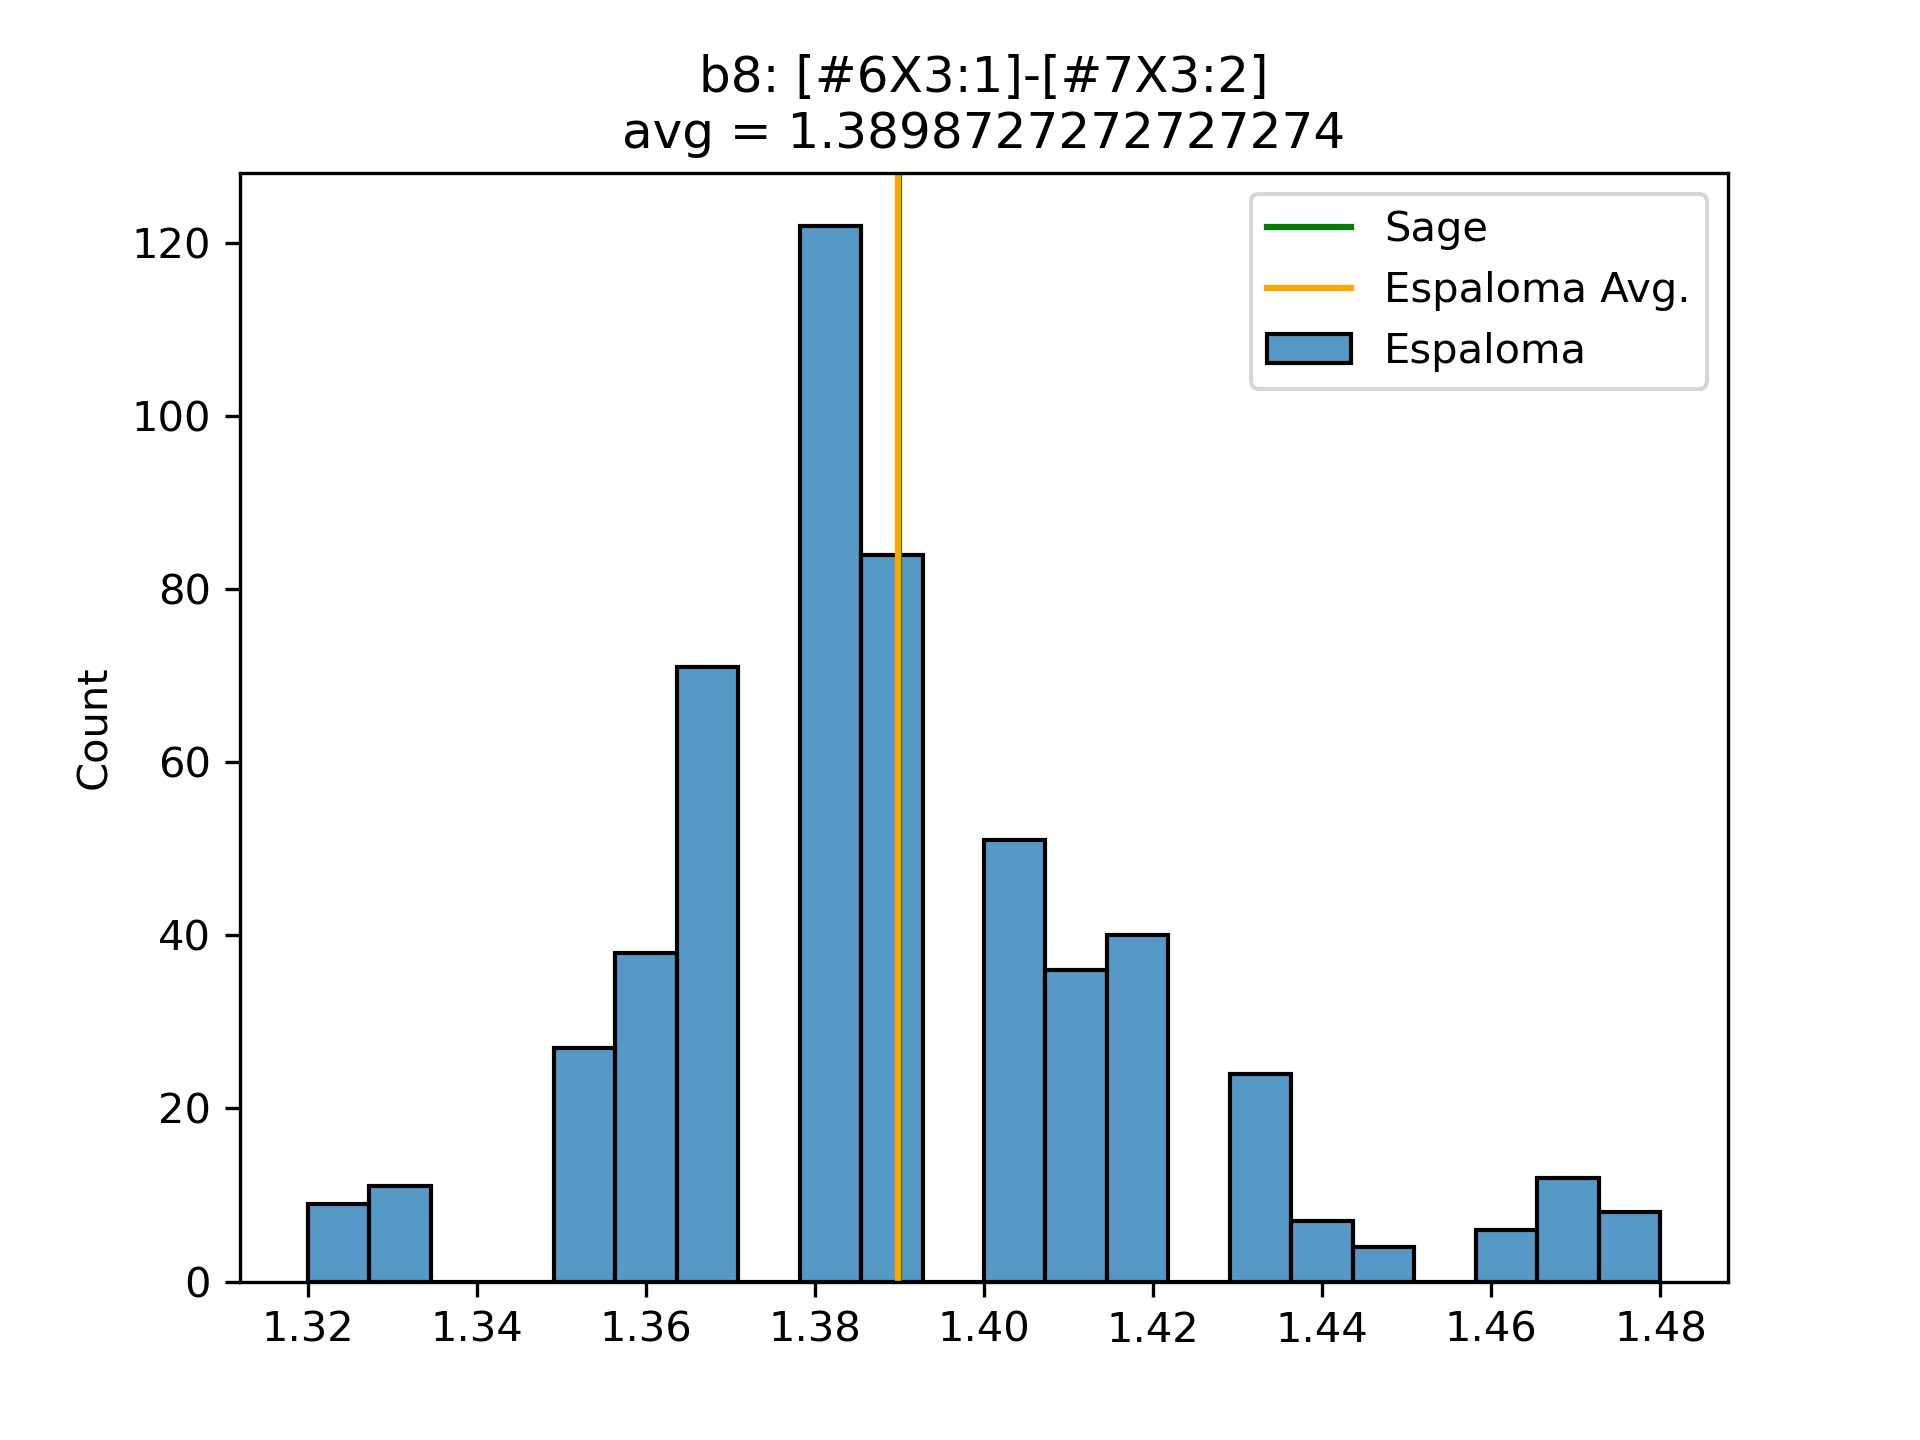 b8: [#6X3:1]-[#7X3:2]
avg = 1.3898727272727274
Sage
Espaloma Avg.
Espaloma
120
100
80
60
40
20
0
Count
1.32 1.34 1.36 1.38 1.40 1.42 1.44 1.46 1.48